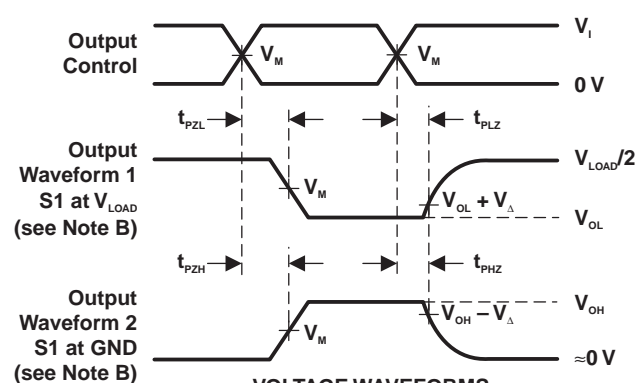 Output
Control
V_I
V_M
V_M
0 V
t_PZL
t_PLZ
Output
Waveform 1
S1 at V_LOAD
(see Note B)
V_LOAD/2
V_M
V_OL + V_Δ
V_OL
t_PZH
t_PHZ
Output
Waveform 2
S1 at GND
(see Note B)
V_OH
V_OH – V_Δ
V_M
≈0 V
VOLTAGE WAVEFORMS